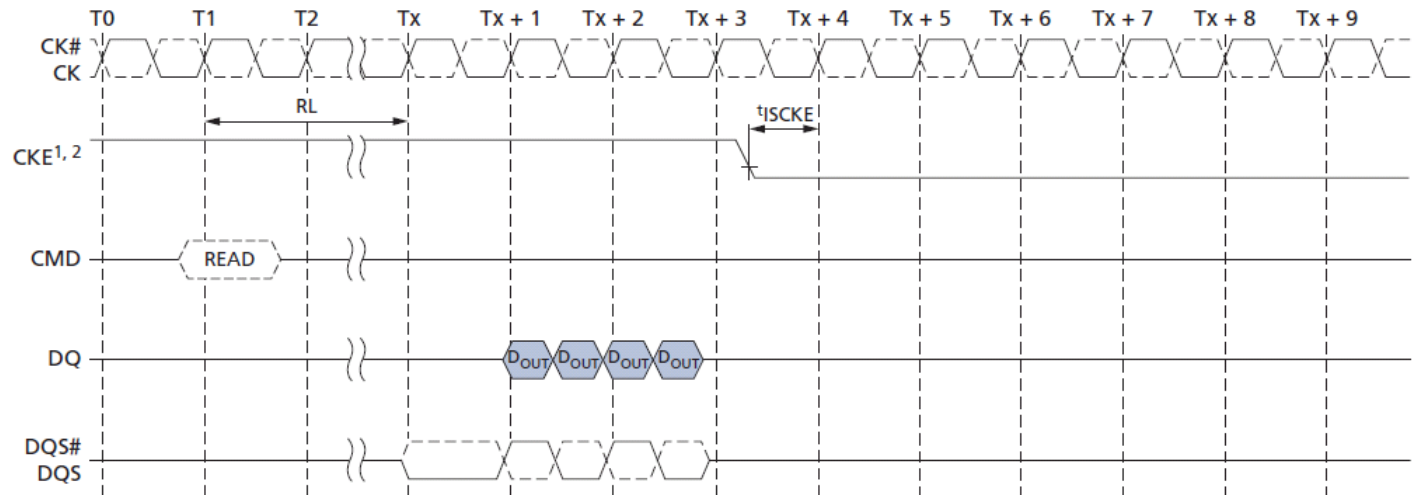 T0 T1 T2 Tx Tx + 1 Tx + 2 Tx + 3 Tx + 4 Tx + 5 Tx + 6 Tx + 7 Tx + 8 Tx + 9
CK#
CK
RL
tISCKE
CKE1, 2
CMD READ
DQ DOUT DOUT DOUT DOUT
DQS#
DQS